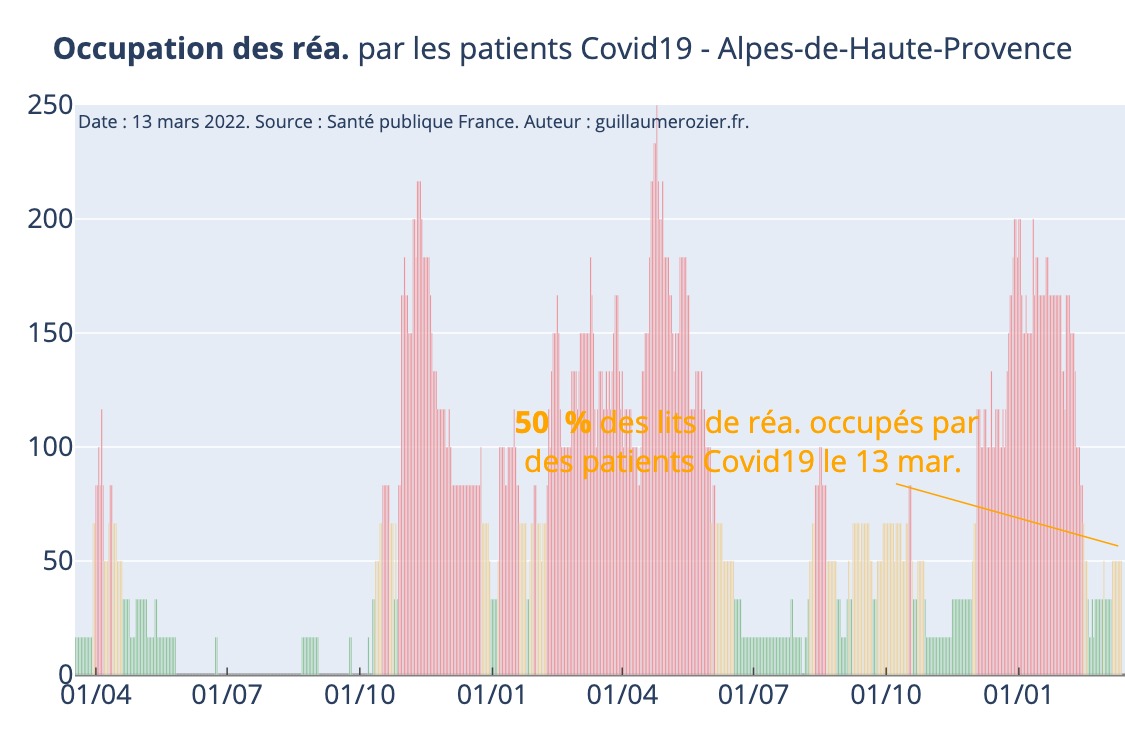 Occupation des réa. par les patients Covid19 - Alpes-de-Haute-Provence
250
Date : 13 mars 2022. Source : Santé publique France. Auteur : guillaumerozier.fr.
200
150
50 % des lits de réa. occupés par
des patients Covid19 le 13 mar.
100
50
0
01/04 01/07 01/10 01/01 01/04 01/07 01/10 01/01